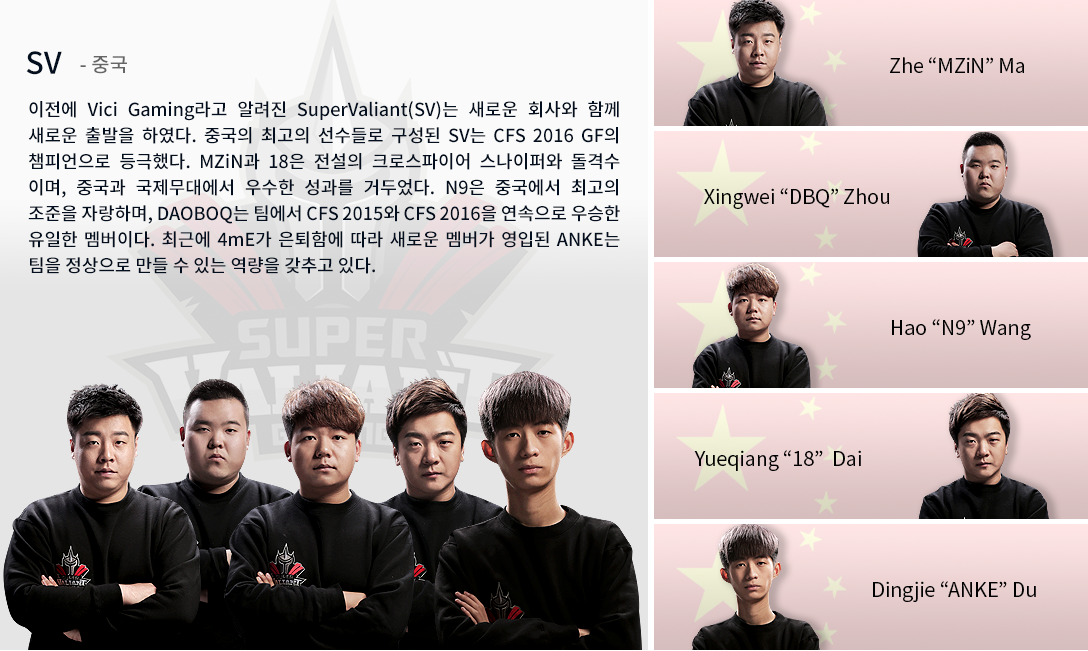 SV - 중국
이전에 Vici Gaming라고 알려진 SuperValiant(SV)는 새로운 회사와 함께
새로운 출발을 하였다. 중국의 최고의 선수들로 구성된 SV는 CFS 2016 GF의
챔피언으로 등극했다. MZiN과 18은 전설의 크로스파이어 스나이퍼와 돌격수
이며, 중국과 국제무대에서 우수한 성과를 거두었다. N9은 중국에서 최고의
조준을 자랑하며, DAOBOQ는 팀에서 CFS 2015와 CFS 2016을 연속으로 우승한
유일한 멤버이다. 최근에 4mE가 은퇴함에 따라 새로운 멤버가 영입된 ANKE는
팀을 정상으로 만들 수 있는 역량을 갖추고 있다.
SUPER
VALIANT
Zhe “MZiN” Ma
Xingwei “DBQ” Zhou
Hao “N9” Wang
Yueqiang “18” Dai
Dingjie “ANKE” Du